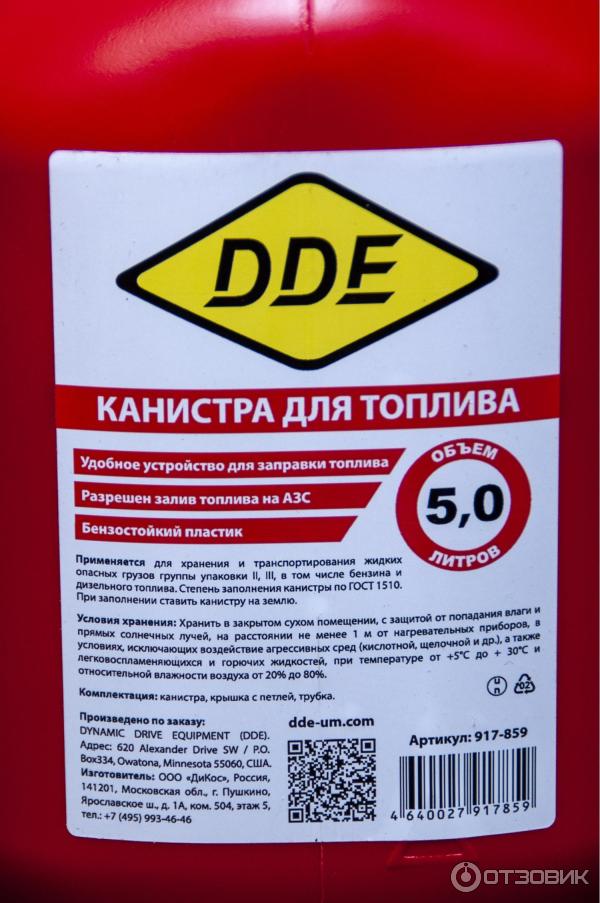 DDE
КАНИСТРА ДЛЯ ТОПЛИВА
Удобное устройство для заправки топлива
Разрешен залив топлива на АЗС
Бензостойкий пластик
ОБЪЕМ
5,0
ЛИТРОВ
Применяется для хранения и транспортирования жидких
опасных грузов группы упаковки II, III, в том числе бензина и
дизельного топлива. Степень заполнения канистры по ГОСТ 1510.
При заполнении ставить канистру на землю.
Условия хранения: Хранить в закрытом сухом помещении, с защитой от попадания влаги и
прямых солнечных лучей, на расстоянии не менее 1 м от нагревательных приборов, в
условиях, исключающих воздействие агрессивных сред (кислотной, щелочной и др.), а также
легковоспламеняющихся и горючих жидкостей, при температуре от +5°С до + 30°С и
относительной влажности воздуха от 20% до 80%.
Комплектация: канистра, крышка с петлей, трубка.
02
Произведено по заказу:
DYNAMIC DRIVE EQUIPMENT (DDE).
Адрес: 620 Alexander Drive SW / P.O.
Box334, Owatona, Minnesota 55060, США.
Изготовитель: ООО «ДиКос», Россия,
141201, Московская обл., г. Пушкино,
Ярославское ш., д. 1А, ком. 504, этаж 5,
тел.: +7 (495) 993-46-46
dde-um.com
Артикул: 917-859
4 640027 917859
ОТЗОВИК